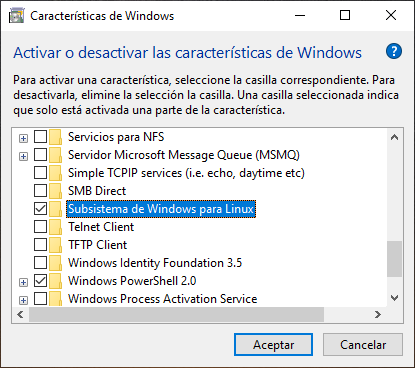 Características de Windows
Activar o desactivar las características de Windows
?
Para activar una característica, seleccione la casilla correspondiente. Para
desactivarla, elimine la selección la casilla. Una casilla seleccionada indica
que solo está activada una parte de la característica.
Servicios para NFS
Servidor Microsoft Message Queue (MSMQ)
Simple TCPIP services (i.e. echo, daytime etc)
SMB Direct
Subsistema de Windows para Linux
Telnet Client
TFTP Client
Windows Identity Foundation 3.5
Windows PowerShell 2.0
Windows Process Activation Service
Aceptar
Cancelar